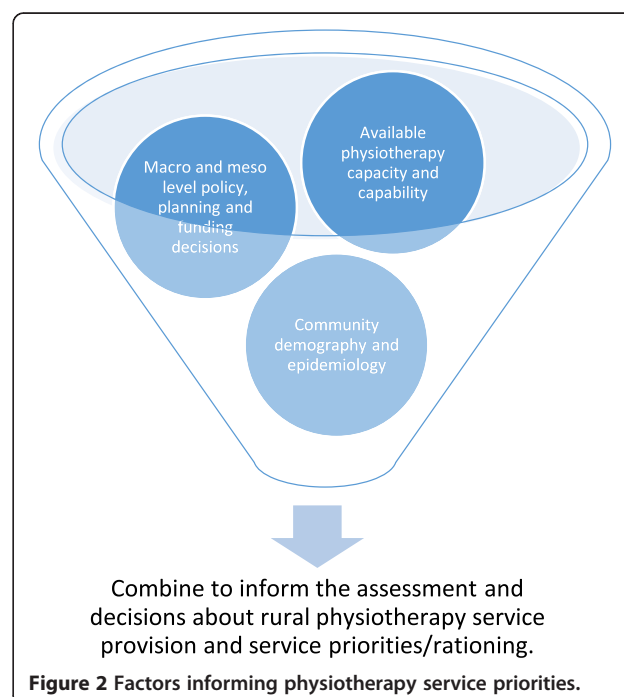 Available
physiotherapy
capacity and
capability
Macro and meso
level policy,
planning and
funding
decisions
Community
demography and
epidemiology
Combine to inform the assessment and
decisions about rural physiotherapy service
provision and service priorities/rationing.
Figure 2 Factors informing physiotherapy service priorities.